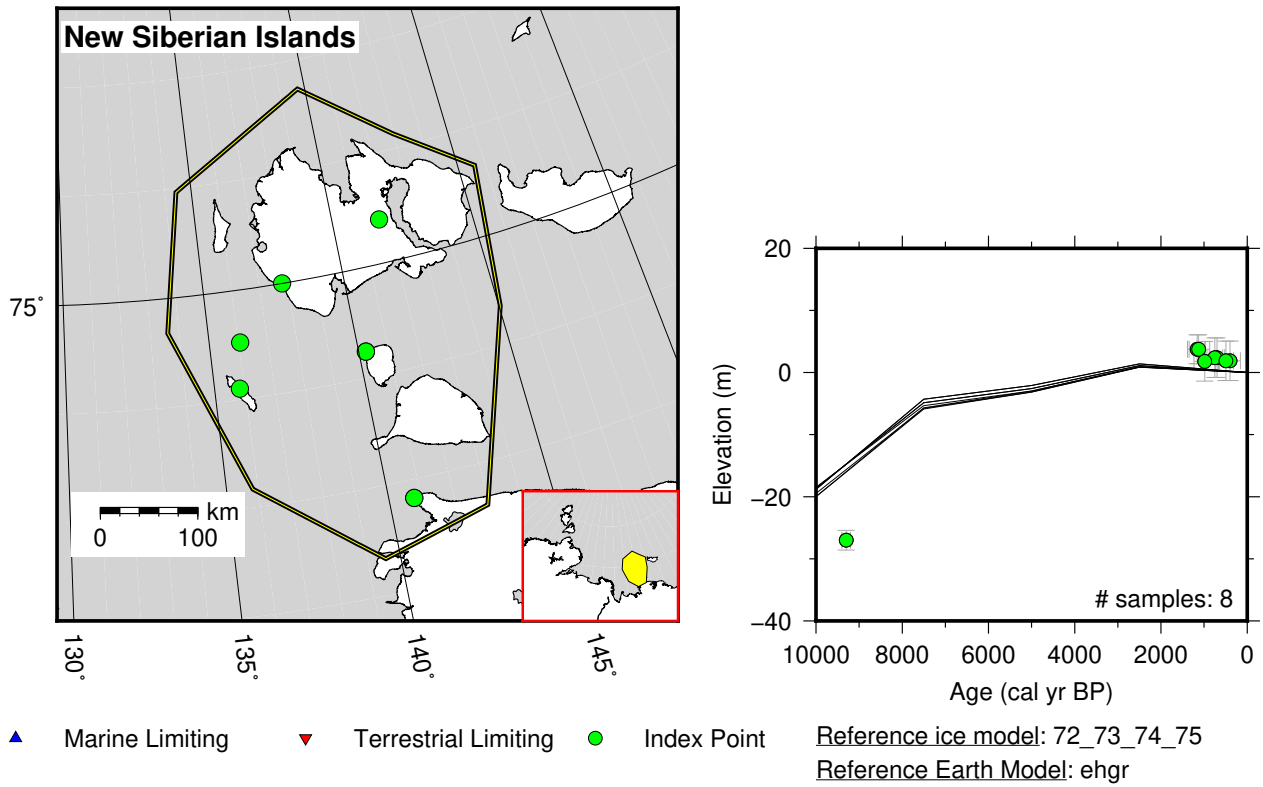 New Siberian Islands
75°
km
0 100
130°
135°
140°
145°
20
0
−20
−40
Elevation (m)
# samples: 8
10000 8000 6000 4000 2000 0
Age (cal yr BP)
Marine Limiting Terrestrial Limiting Index Point
Reference ice model: 72_73_74_75
Reference Earth Model: ehgr